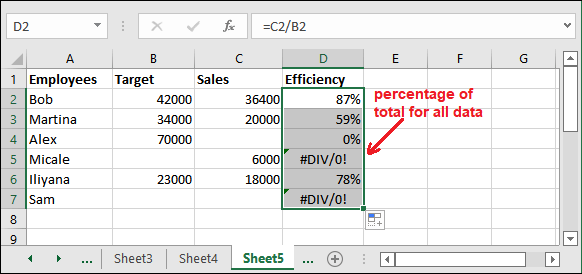 D2 fx =C2/B2
A B C D E F G
1 Employees Target Sales Efficiency
2 Bob 42000 36400 87%
3 Martina 34000 20000 59%
4 Alex 70000 0%
5 Micale 6000 #DIV/0!
6 Iliyana 23000 18000 78%
7 Sam #DIV/0!
8
9
percentage of
total for all data
... Sheet3 Sheet4 Sheet5 ...